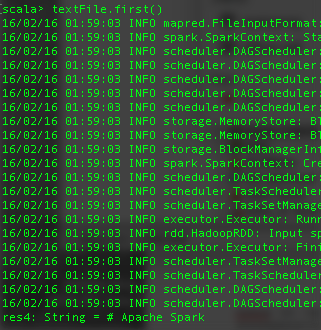 [scala> textFile.first()
16/02/16 01:59:03 INFO mapred.FileInputFormat:
16/02/16 01:59:03 INFO spark.SparkContext: Sta
16/02/16 01:59:03 INFO scheduler.DAGScheduler:
16/02/16 01:59:03 INFO scheduler.DAGScheduler:
16/02/16 01:59:03 INFO scheduler.DAGScheduler:
16/02/16 01:59:03 INFO scheduler.DAGScheduler:
16/02/16 01:59:03 INFO scheduler.DAGScheduler:
16/02/16 01:59:03 INFO storage.MemoryStore: Bl
16/02/16 01:59:03 INFO storage.MemoryStore: Bl
16/02/16 01:59:03 INFO storage.BlockManagerInf
16/02/16 01:59:03 INFO spark.SparkContext: Cre
16/02/16 01:59:03 INFO scheduler.DAGScheduler:
16/02/16 01:59:03 INFO scheduler.TaskScheduler
16/02/16 01:59:03 INFO scheduler.TaskSetManage
16/02/16 01:59:03 INFO executor.Executor: Runn
16/02/16 01:59:03 INFO rdd.HadoopRDD: Input sp
16/02/16 01:59:03 INFO executor.Executor: Fini
16/02/16 01:59:03 INFO scheduler.TaskSetManage
16/02/16 01:59:03 INFO scheduler.DAGScheduler:
16/02/16 01:59:03 INFO scheduler.TaskScheduler
16/02/16 01:59:03 INFO scheduler.DAGScheduler:
res4: String = # Apache Spark